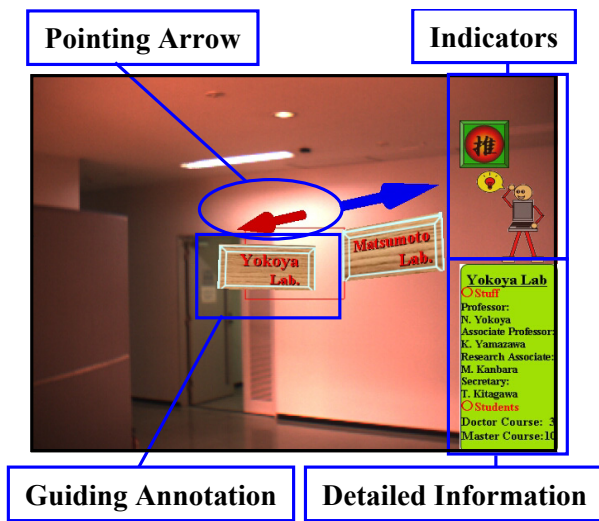 Pointing Arrow
Indicators
推
Yokoya
Lab.
Matsumoto
Lab.
Yokoya Lab
Stuff
Professor:
N. Yokoya
Associate Professor:
K. Yamazawa
Research Associate:
M. Kanbara
Secretary:
T. Kitagawa
Students
Doctor Course: 3
Master Course:10
Guiding Annotation
Detailed Information